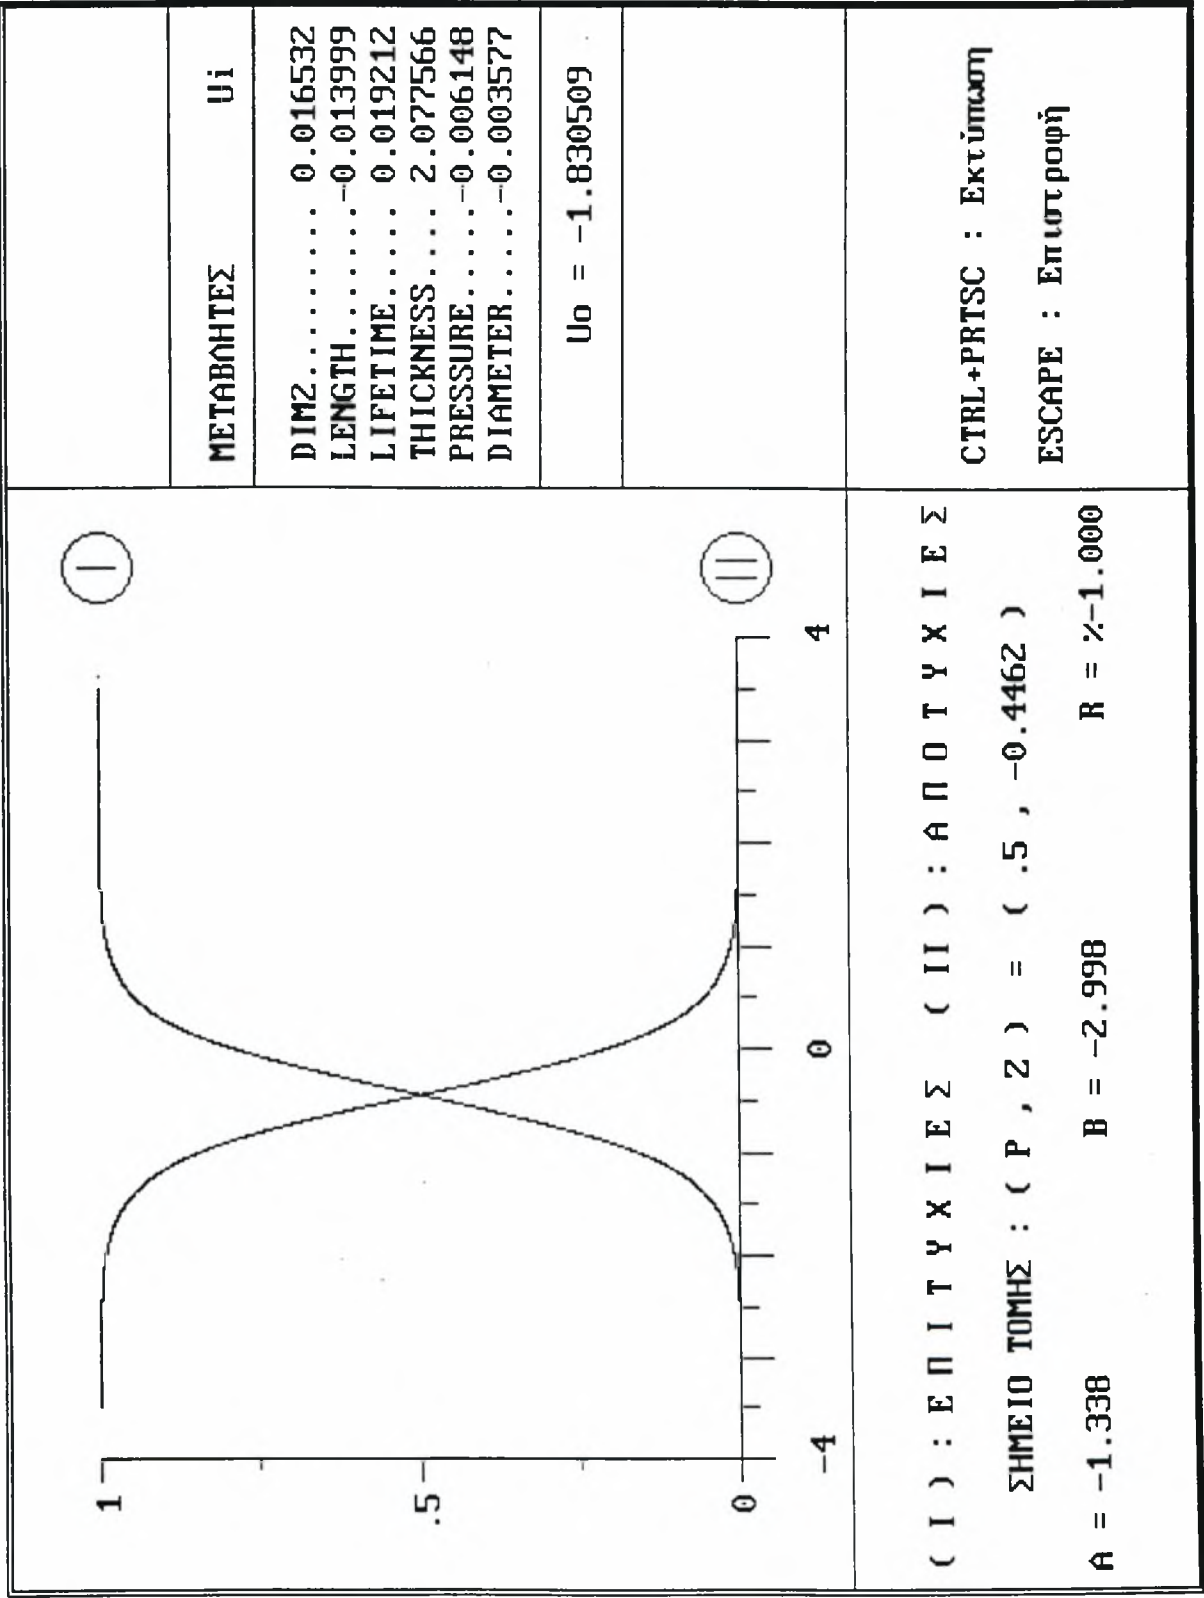 1
.5
0
-4
0
4
I
II
(I):ΕΠΙΤΥΧΙΕΣ (II):ΑΠΟΤΥΧΙΕΣ
ΣΗΜΕΙΟ ΤΟΜΗΣ : ( P , Z ) = ( .5 , -0.4462 )
A = -1.338 B = -2.998 R = %-1.000
ΜΕΤΑΒΛΗΤΕΣ Ui
DIM2......... 0.016532
LENGTH.......-0.013999
LIFETIME..... 0.019212
THICKNESS.... 2.077566
PRESSURE.....-0.006148
DIAMETER.....-0.003577
Uo = -1.830509
CTRL+PRTSC : Εκτύπωση
ESCAPE : Επιστροφή